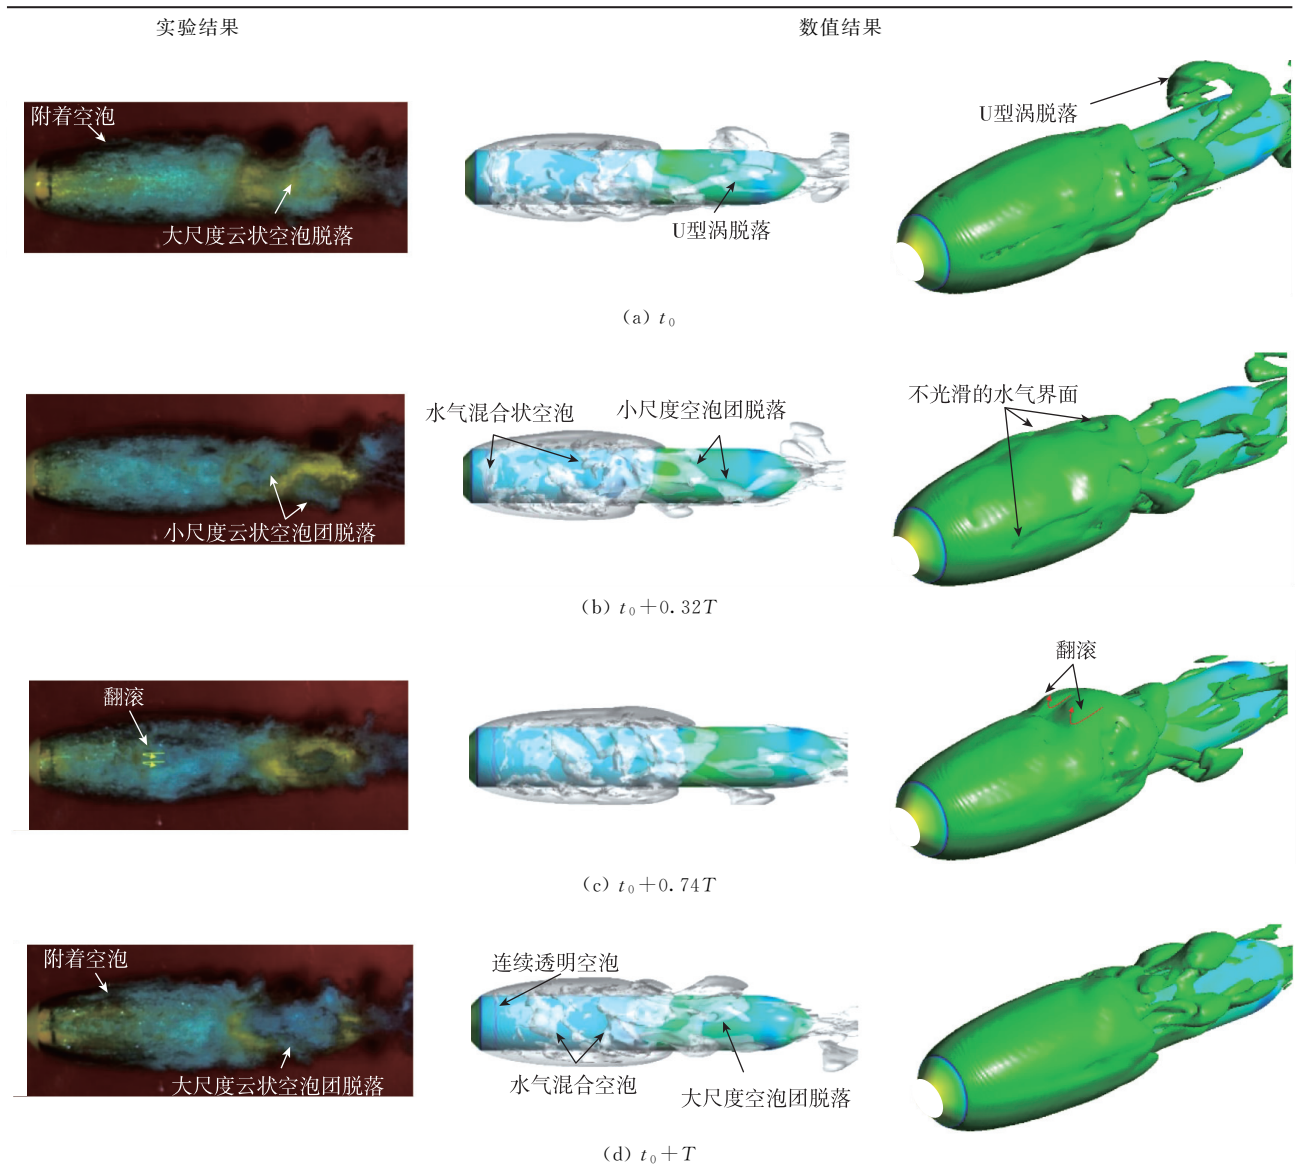 实验结果
数值结果
附着空泡
大尺度云状空泡脱落
U型涡脱落
U型涡脱落
(a) t₀
水气混合状空泡
小尺度空泡团脱落
不光滑的水气界面
小尺度云状空泡团脱落
(b) t₀+0.32T
翻滚
翻滚
(c) t₀+0.74T
附着空泡
连续透明空泡
大尺度云状空泡团脱落
水气混合空泡
大尺度空泡团脱落
(d) t₀+T